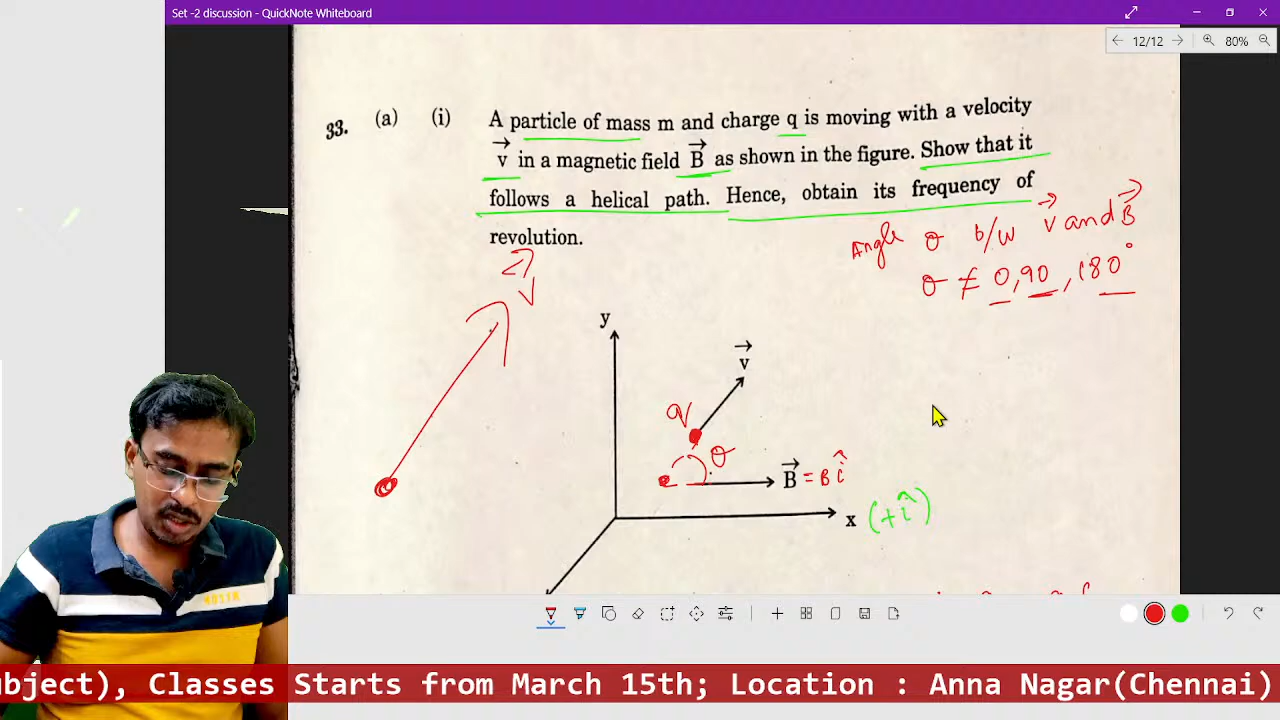 Set -2 discussion - QuickNote Whiteboard
12/12
80%
33. (a) (i) A particle of mass m and charge q is moving with a velocity
v⃗ in a magnetic field B⃗ as shown in the figure. Show that it
follows a helical path. Hence, obtain its frequency of
revolution.
Angle θ b/w v⃗ and B⃗
θ ≠ 0, 90, 180°
v⃗
y
v⃗
q
θ
B⃗ = B î
x (+î)
ubject), Classes Starts from March 15th; Location : Anna Nagar(Chennai)